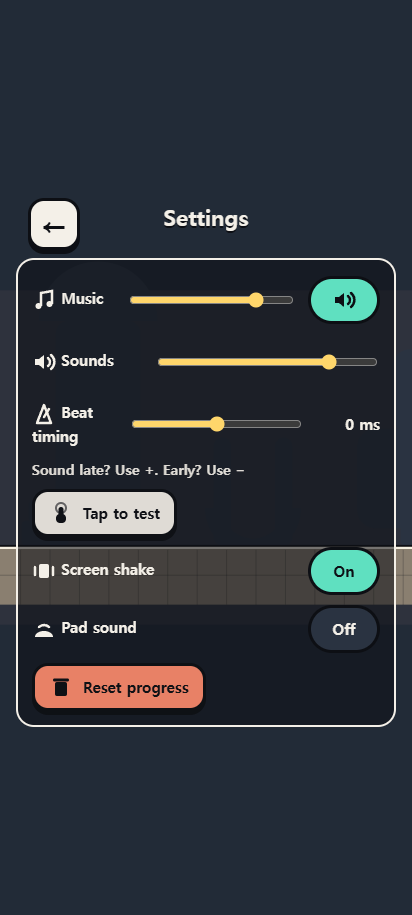 ←
Settings
Music
Sounds
Beat
timing
0 ms
Sound late? Use +. Early? Use −
Tap to test
Screen shake
On
Pad sound
Off
Reset progress